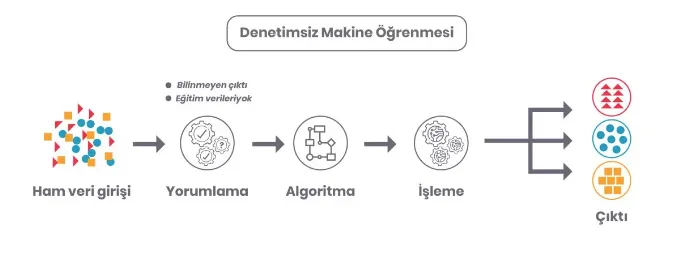 Denetimsiz Makine Öğrenmesi
Bilinmeyen çıktı
Eğitim verileriyok
Ham veri girişi
Yorumlama
Algoritma
İşleme
Çıktı